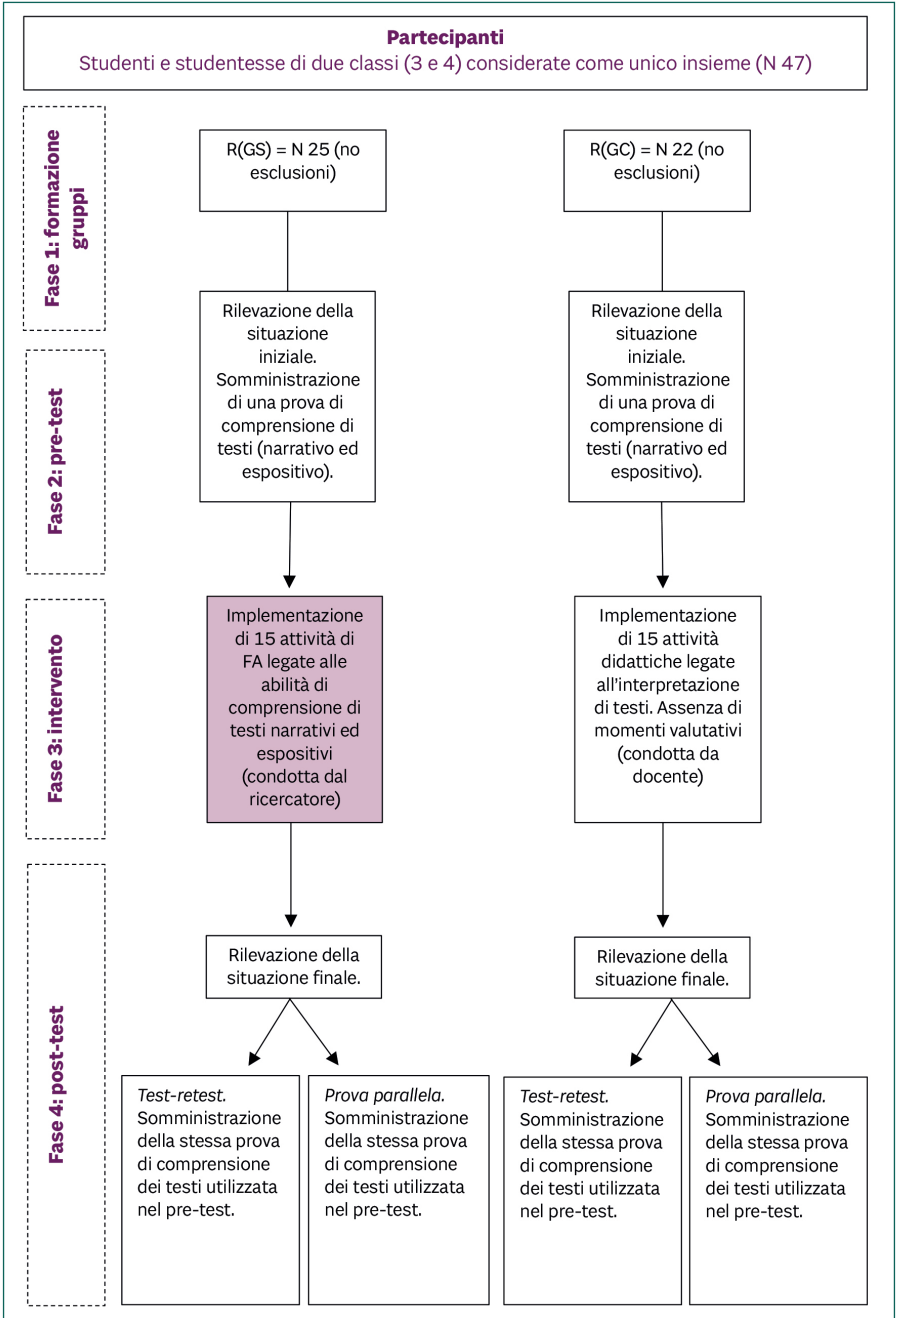 Partecipanti
Studenti e studentesse di due classi (3 e 4) considerate come unico insieme (N 47)
Fase 1: formazione
gruppi
R(GS) = N 25 (no
esclusioni)
R(GC) = N 22 (no
esclusioni)
Fase 2: pre-test
Rilevazione della
situazione
iniziale.
Somministrazione
di una prova di
comprensione di
testi (narrativo ed
espositivo).
Rilevazione della
situazione
iniziale.
Somministrazione
di una prova di
comprensione di
testi (narrativo ed
espositivo).
Fase 3: intervento
Implementazione
di 15 attività di
FA legate alle
abilità di
comprensione di
testi narrativi ed
espositivi
(condotta dal
ricercatore)
Implementazione
di 15 attività
didattiche legate
all'interpretazione
di testi. Assenza di
momenti valutativi
(condotta da
docente)
Fase 4: post-test
Rilevazione della
situazione finale.
Rilevazione della
situazione finale.
Test-retest.
Somministrazione
della stessa prova
di comprensione
dei testi utilizzata
nel pre-test.
Prova parallela.
Somministrazione
della stessa prova
di comprensione
dei testi utilizzata
nel pre-test.
Test-retest.
Somministrazione
della stessa prova
di comprensione
dei testi utilizzata
nel pre-test.
Prova parallela.
Somministrazione
della stessa prova
di comprensione
dei testi utilizzata
nel pre-test.